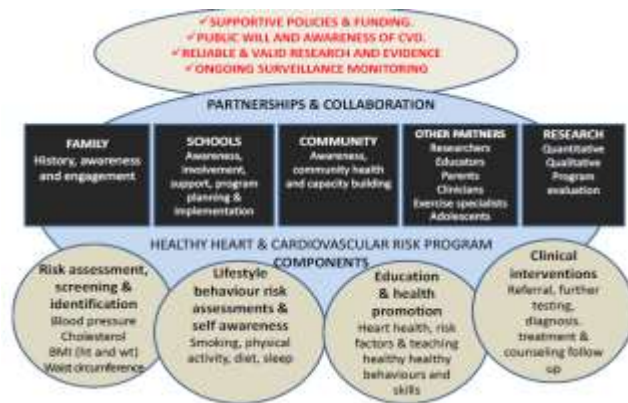 ✓SUPPORTIVE POLICIES & FUNDING.
✓PUBLIC WILL AND AWARENESS OF CVD.
✓RELIABLE & VALID RESEARCH AND EVIDENCE
✓ONGOING SURVEILLANCE MONITORING
PARTNERSHIPS & COLLABORATION
FAMILY
History, awareness
and engagement
SCHOOLS
Awareness,
involvement,
support, program
planning &
implementation
COMMUNITY
Awareness,
community health
and capacity building
OTHER PARTNERS
Researchers
Educators
Parents
Clinicians
Exercise specialists
Adolescents
RESEARCH
Quantitative
Qualitative
Program
evaluation
HEALTHY HEART & CARDIOVASCULAR RISK PROGRAM
COMPONENTS
Risk assessment,
screening &
identification
Blood pressure
Cholesterol
BMI (ht and wt)
Waist circumference
Lifestyle
behaviour risk
assessments &
self awareness
Smoking, physical
activity, diet, sleep
Education
& health
promotion
Heart health, risk
factors & teaching
healthy healthy
behaviours and
skills
Clinical
interventions
Referral, further
testing,
diagnosis,
treatment &
counseling follow
up